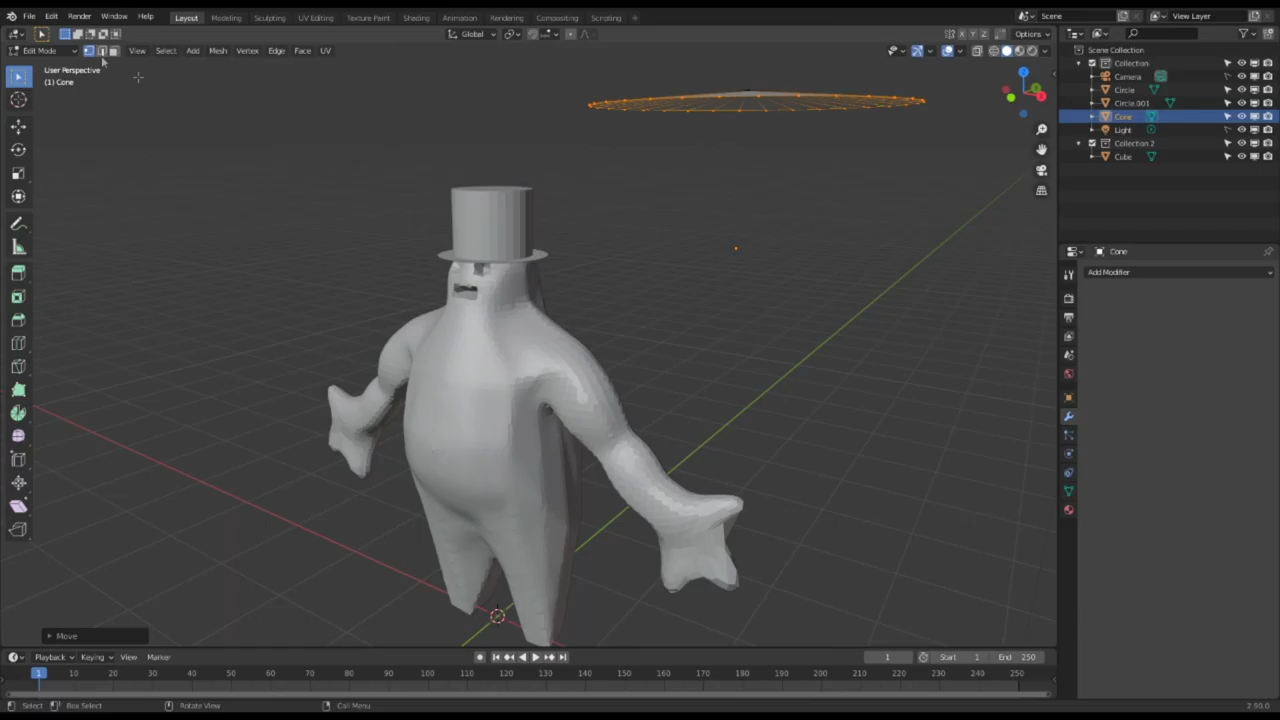 File Edit Render Window Help Layout Modeling Sculpting UV Editing Texture Paint Shading Animation Rendering Compositing Scripting + Scene View Layer
Global Options
Edit Mode View Select Add Mesh Vertex Edge Face UV X Y Z
User Perspective
(1) Cone
Scene Collection
Collection
Camera
Circle
Circle.001
Cone
Light
Collection 2
Cube
Cone
Add Modifier
Move
Playback Keying View Marker 1 Start 1 End 250
1 10 20 30 40 50 60 70 80 90 100 110 120 130 140 150 160 170 180 190 200 210 220 230 240 250
Select Box Select Rotate View Call Menu 2.90.0